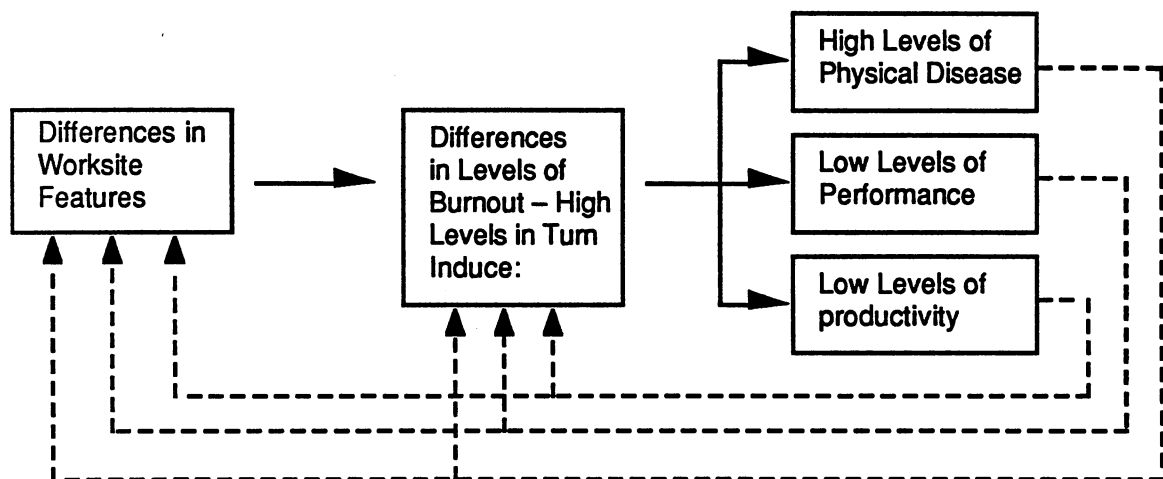 Differences in
Worksite
Features
Differences
in Levels of
Burnout – High
Levels in Turn
Induce:
High Levels of
Physical Disease
Low Levels of
Performance
Low Levels of
productivity